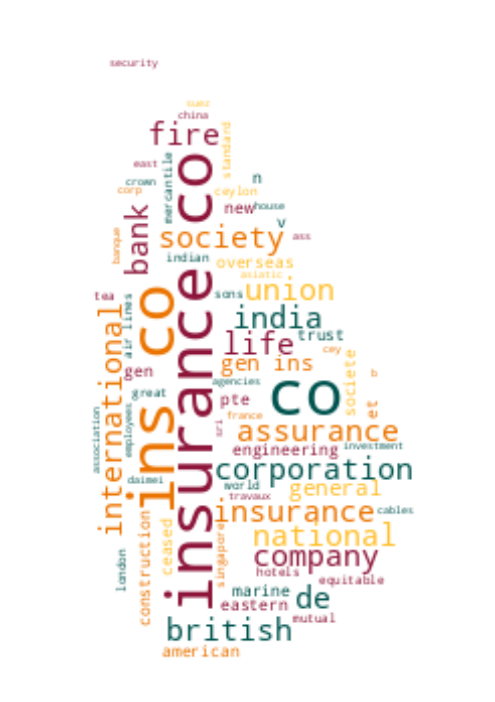 security
suez
china
fire
standard
east
mercantile
insurance co
crown
corp
ceylon
n
bank
new
house
v
banque
society
ass
indian
overseas
asiatic
tea
air lines
ins co
sons
union
international
india
trust
life
cey
gen
gen ins
societe
br
agencies
great
pte
co
et
employees
association
france
sri
assurance
engineering
investment
corporation
daimei
world
general
travaux
insurance
cables
construction
ceased
singapore
national
company
london
hotels
equitable
marine
de
eastern
mutual
british
american